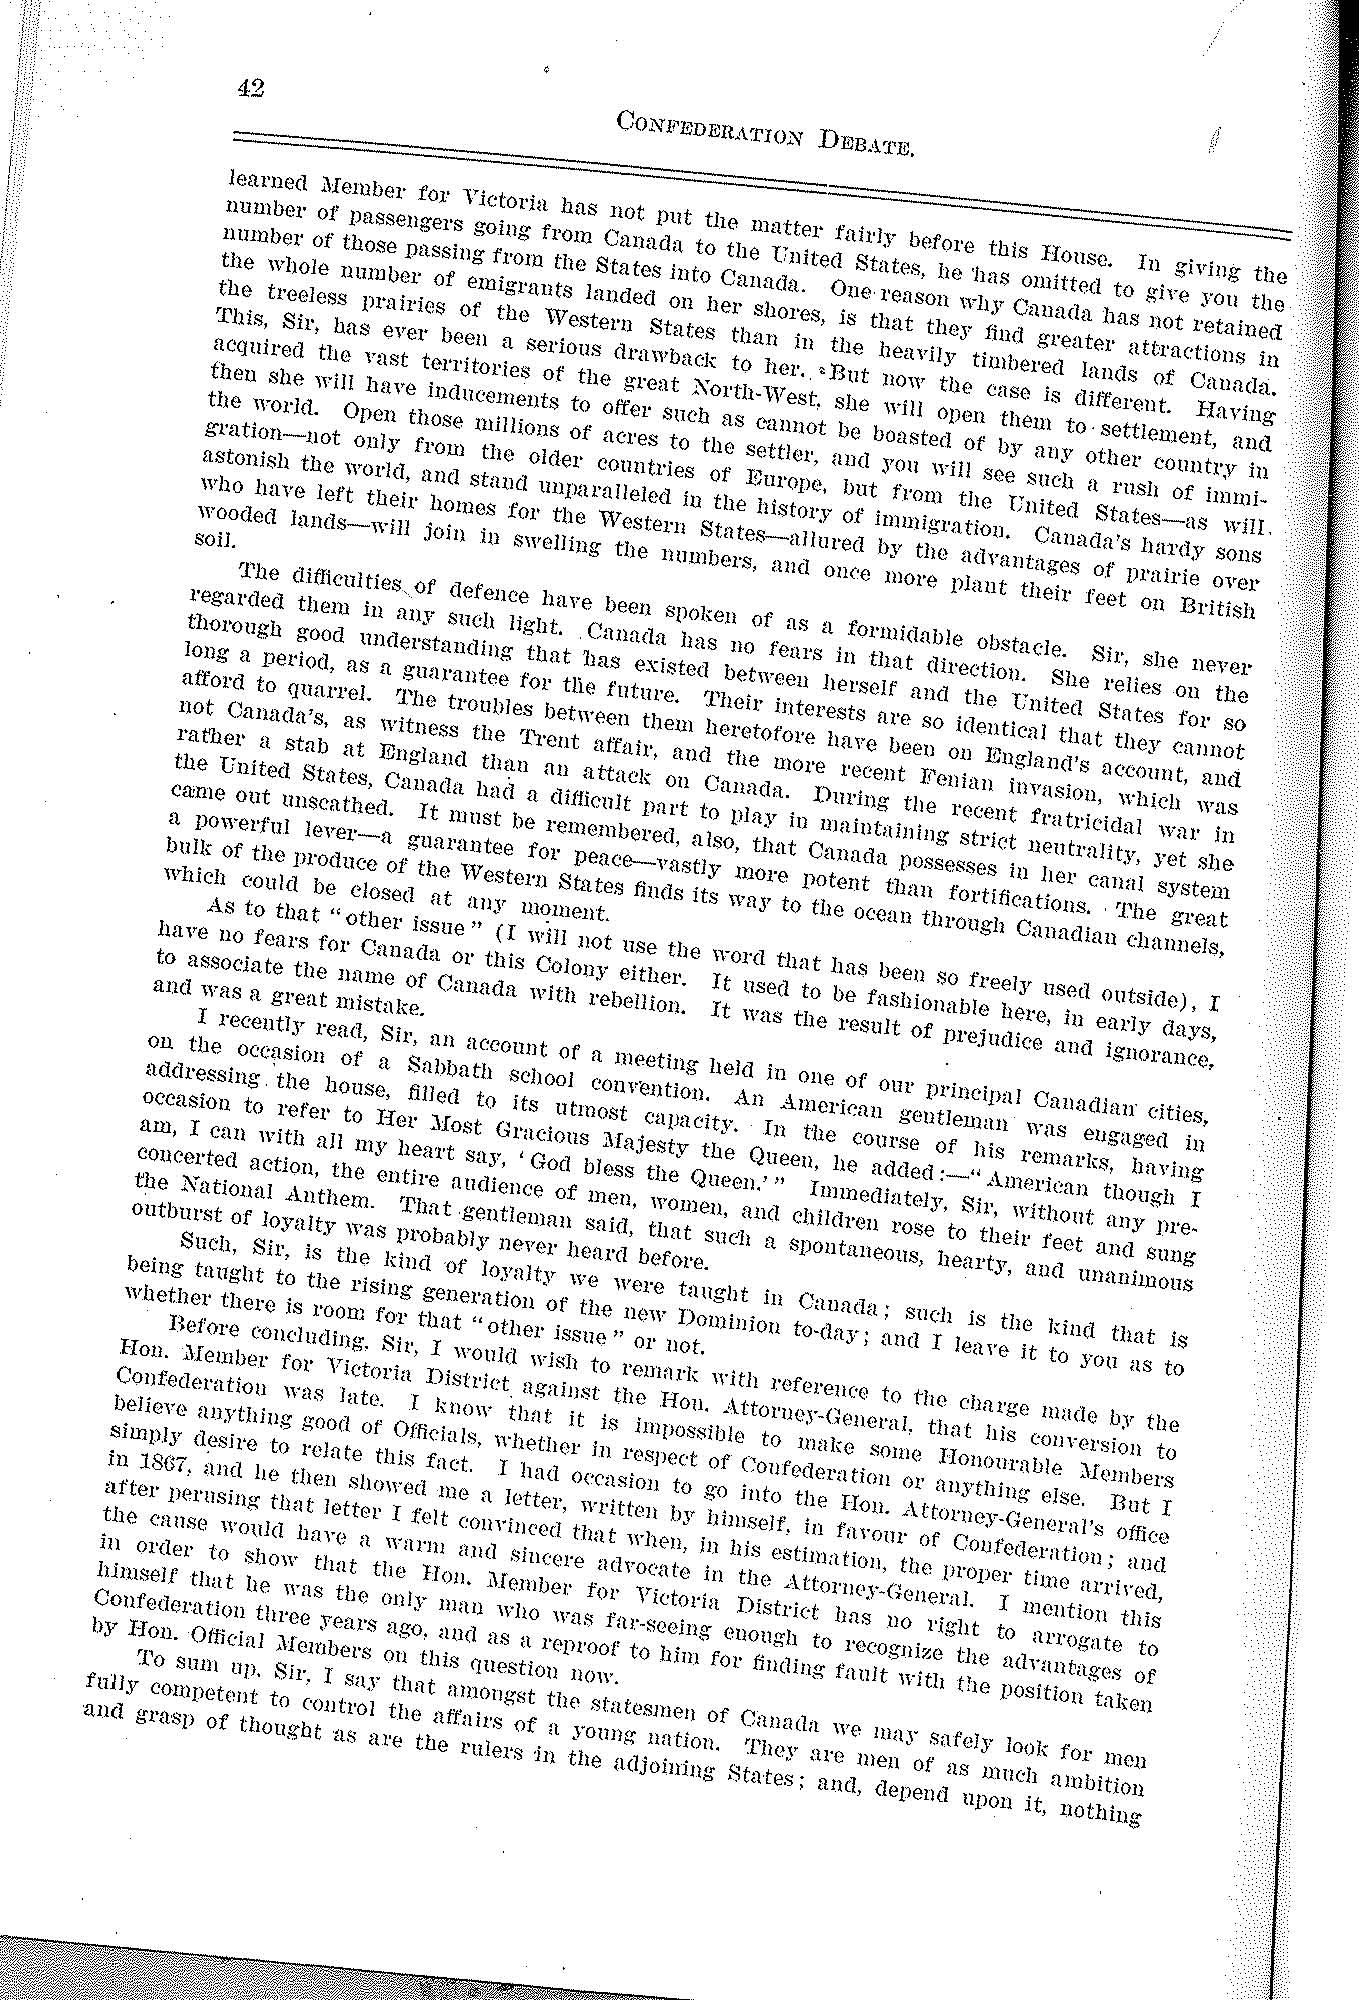 42
CONFEDERATION DEBATE.
learned Member for Victoria has not put the matter fairly before this House. In giving the
number of passengers going from Canada to the United States, he has omitted to give you the
number of those passing from the States into Canada. One reason why Canada has not retained
the whole number of emigrants landed on her shores, is that they find greater attractions in
the treeless prairies of the Western States than in the heavily timbered lands of Canada.
This, Sir, has ever been a serious drawback to her. But now the case is different. Having
acquired the vast territories of the great North-West, she will open them to settlement, and
then she will have inducements to offer such as cannot be boasted of by any other country in
the world. Open those millions of acres to the settler, and you will see such a rush of immi-
gration—not only from the older countries of Europe, but from the United States—as will
astonish the world, and stand unparalleled in the history of immigration. Canada's hardy sons
who have left their homes for the Western States—allured by the advantages of prairie over
wooded lands—will join in swelling the numbers, and once more plant their feet on British
soil.
The difficulties of defence have been spoken of as a formidable obstacle. Sir, she never
regarded them in any such light. Canada has no fears in that direction. She relies on the
thorough good understanding that has existed between herself and the United States for so
long a period, as a guarantee for the future. Their interests are so identical that they cannot
afford to quarrel. The troubles between them heretofore have been on England's account, and
not Canada's, as witness the Trent affair, and the more recent Fenian invasion, which was
rather a stab at England than an attack on Canada. During the recent fratricidal war in
the United States, Canada had a difficult part to play in maintaining strict neutrality, yet she
came out unscathed. It must be remembered, also, that Canada possesses in her canal system
a powerful lever—a guarantee for peace—vastly more potent than fortifications. The great
bulk of the produce of the Western States finds its way to the ocean through Canadian channels,
which could be closed at any moment.
As to that "other issue" (I will not use the word that has been so freely used outside), I
have no fears for Canada or this Colony either. It used to be fashionable here, in early days,
to associate the name of Canada with rebellion. It was the result of prejudice and ignorance,
and was a great mistake.
I recently read, Sir, an account of a meeting held in one of our principal Canadian cities,
on the occasion of a Sabbath school convention. An American gentleman was engaged in
addressing the house, filled to its utmost capacity. In the course of his remarks, having
occasion to refer to Her Most Gracious Majesty the Queen, he added:—"American though I
am, I can with all my heart say, 'God bless the Queen.'" Immediately, Sir, without any pre-
concerted action, the entire audience of men, women, and children rose to their feet and sung
the National Anthem. That gentleman said, that such a spontaneous, hearty, and unanimous
outburst of loyalty was probably never heard before.
Such, Sir, is the kind of loyalty we were taught in Canada; such is the kind that is
being taught to the rising generation of the new Dominion to-day; and I leave it to you as to
whether there is room for that "other issue" or not.
Before concluding, Sir, I would wish to remark with reference to the charge made by the
Hon. Member for Victoria District against the Hon. Attorney-General, that his conversion to
Confederation was late. I know that it is impossible to make some Honourable Members
believe anything good of Officials, whether in respect of Confederation or anything else. But I
simply desire to relate this fact. I had occasion to go into the Hon. Attorney-General's office
in 1867, and he then showed me a letter, written by himself, in favour of Confederation; and
after perusing that letter I felt convinced that when, in his estimation, the proper time arrived,
the cause would have a warm and sincere advocate in the Attorney-General. I mention this
in order to show that the Hon. Member for Victoria District has no right to arrogate to
himself that he was the only man who was far-seeing enough to recognize the advantages of
Confederation three years ago, and as a reproof to him for finding fault with the position taken
by Hon. Official Members on this question now.
To sum up, Sir, I say that amongst the statesmen of Canada we may safely look for men
fully competent to control the affairs of a young nation. They are men of as much ambition
and grasp of thought as are the rulers in the adjoining States; and, depend upon it, nothing